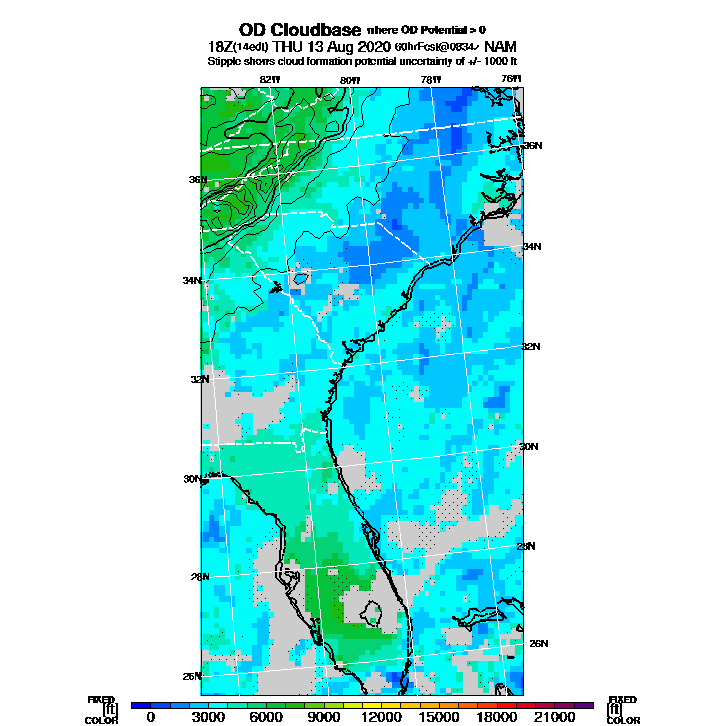 OD Cloudbase where OD Potential > 0
18Z(14edt) THU 13 Aug 2020 60hrFcst@0834z NAM
Stipple shows cloud formation potential uncertainty of +/- 1000 ft
82W 80W 78W 76W
36N
36N
34N
34N
32N
32N
30N
30N
28N
28N
26N
26N
FIXED FIXED
[ft] [ft]
COLOR COLOR
0 3000 6000 9000 12000 15000 18000 21000